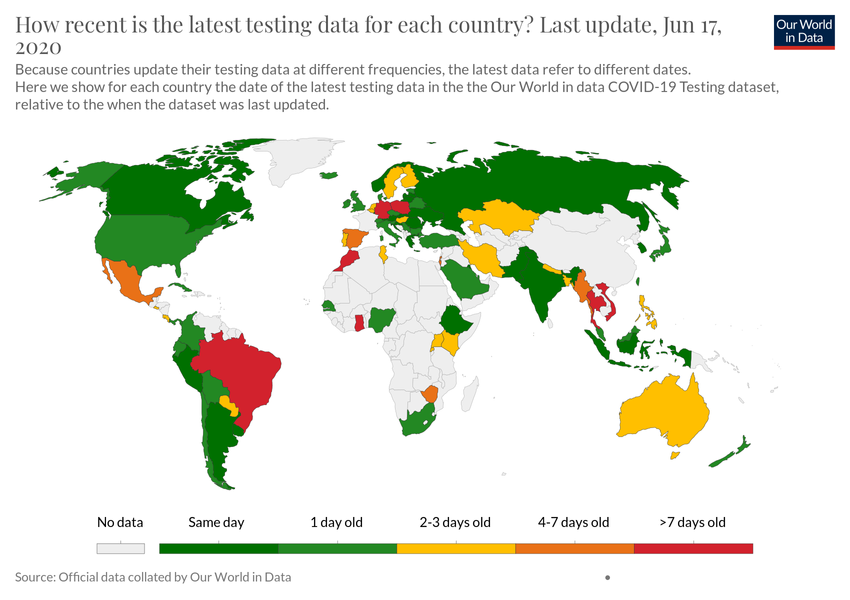 How recent is the latest testing data for each country? Last update, Jun 17,
2020
Our World
in Data
Because countries update their testing data at different frequencies, the latest data refer to different dates.
Here we show for each country the date of the latest testing data in the the Our World in data COVID-19 Testing dataset,
relative to the when the dataset was last updated.
No data
Same day
1 day old
2-3 days old
4-7 days old
>7 days old
Source: Official data collated by Our World in Data